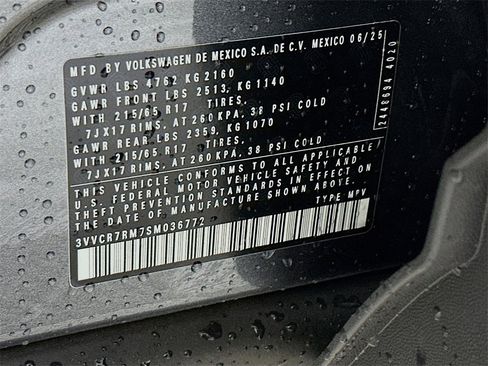 MFD BY VOLKSWAGEN DE MEXICO S.A. DE C.V. MEXICO 06/25
GVWR LBS 4762 KG 2160
GAWR FRONT LBS 2513, KG 1140
WITH 215/65 R17 TIRES.
7JX17 RIMS, AT 260KPA, 38 PSI COLD
GAWR REAR LBS 2359, KG 1070
WITH 215/65 R17 TIRES.
7JX17 RIMS, AT 260KPA, 38 PSI COLD
THIS VEHICLE CONFORMS TO ALL APPLICABLE
U.S. FEDERAL MOTOR VEHICLE SAFETY AND
THEFT PREVENTION STANDARDS IN EFFECT ON THE
DATE OF MANUFACTURE SHOWN ABOVE.
3VVCR7RM7SM036772 TYPE MPV
2448694 4020